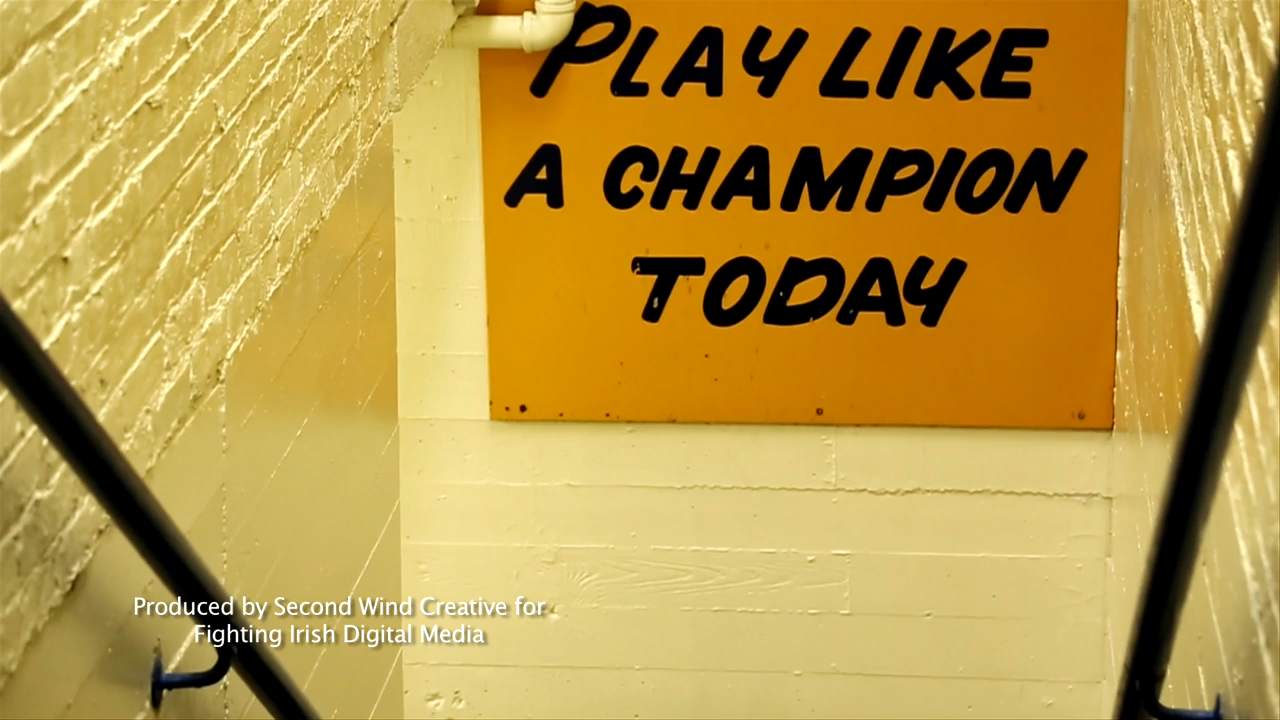 PLAY LIKE
A CHAMPION
TODAY
Produced by Second Wind Creative for
Fighting Irish Digital Media